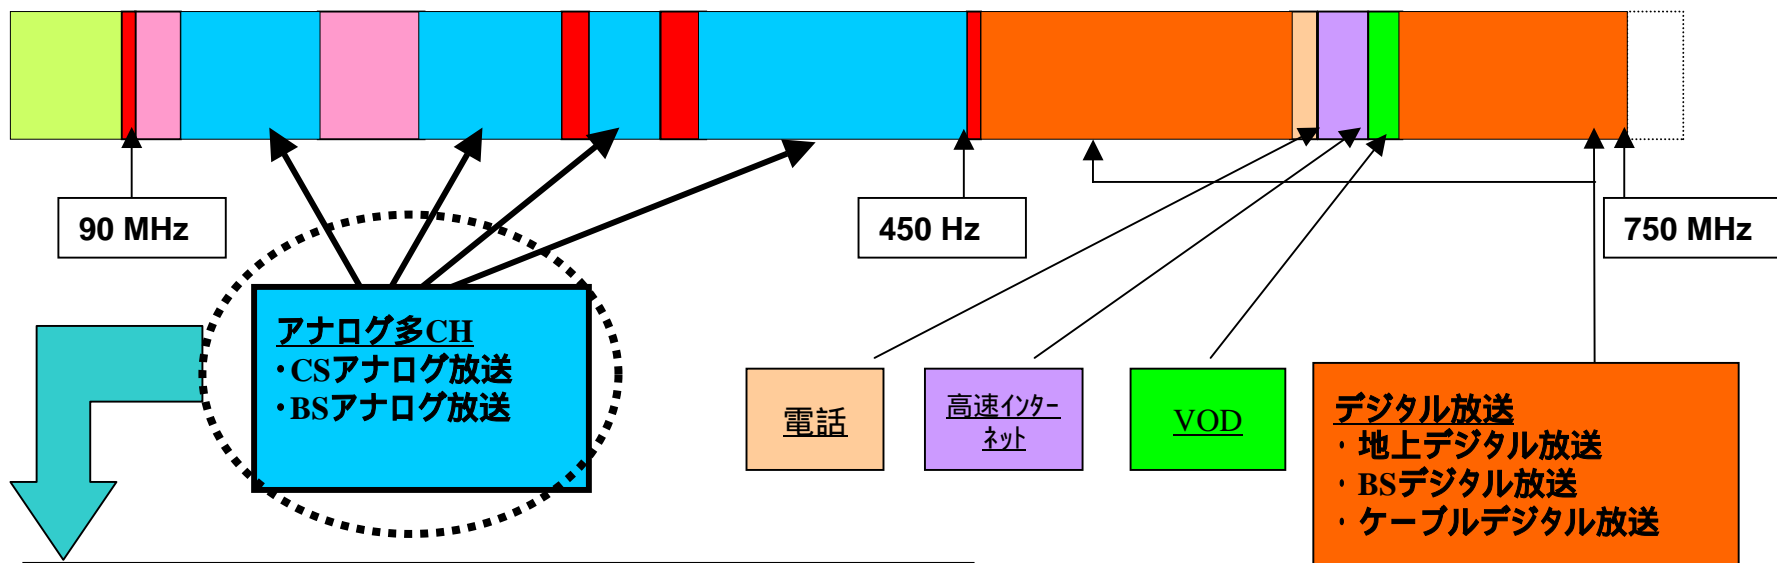 90 MHz
450 Hz
750 MHz
アナログ多CH
・CSアナログ放送
・BSアナログ放送
電話
高速インター
ネット
VOD
デジタル放送
・地上デジタル放送
・BSデジタル放送
・ケーブルデジタル放送